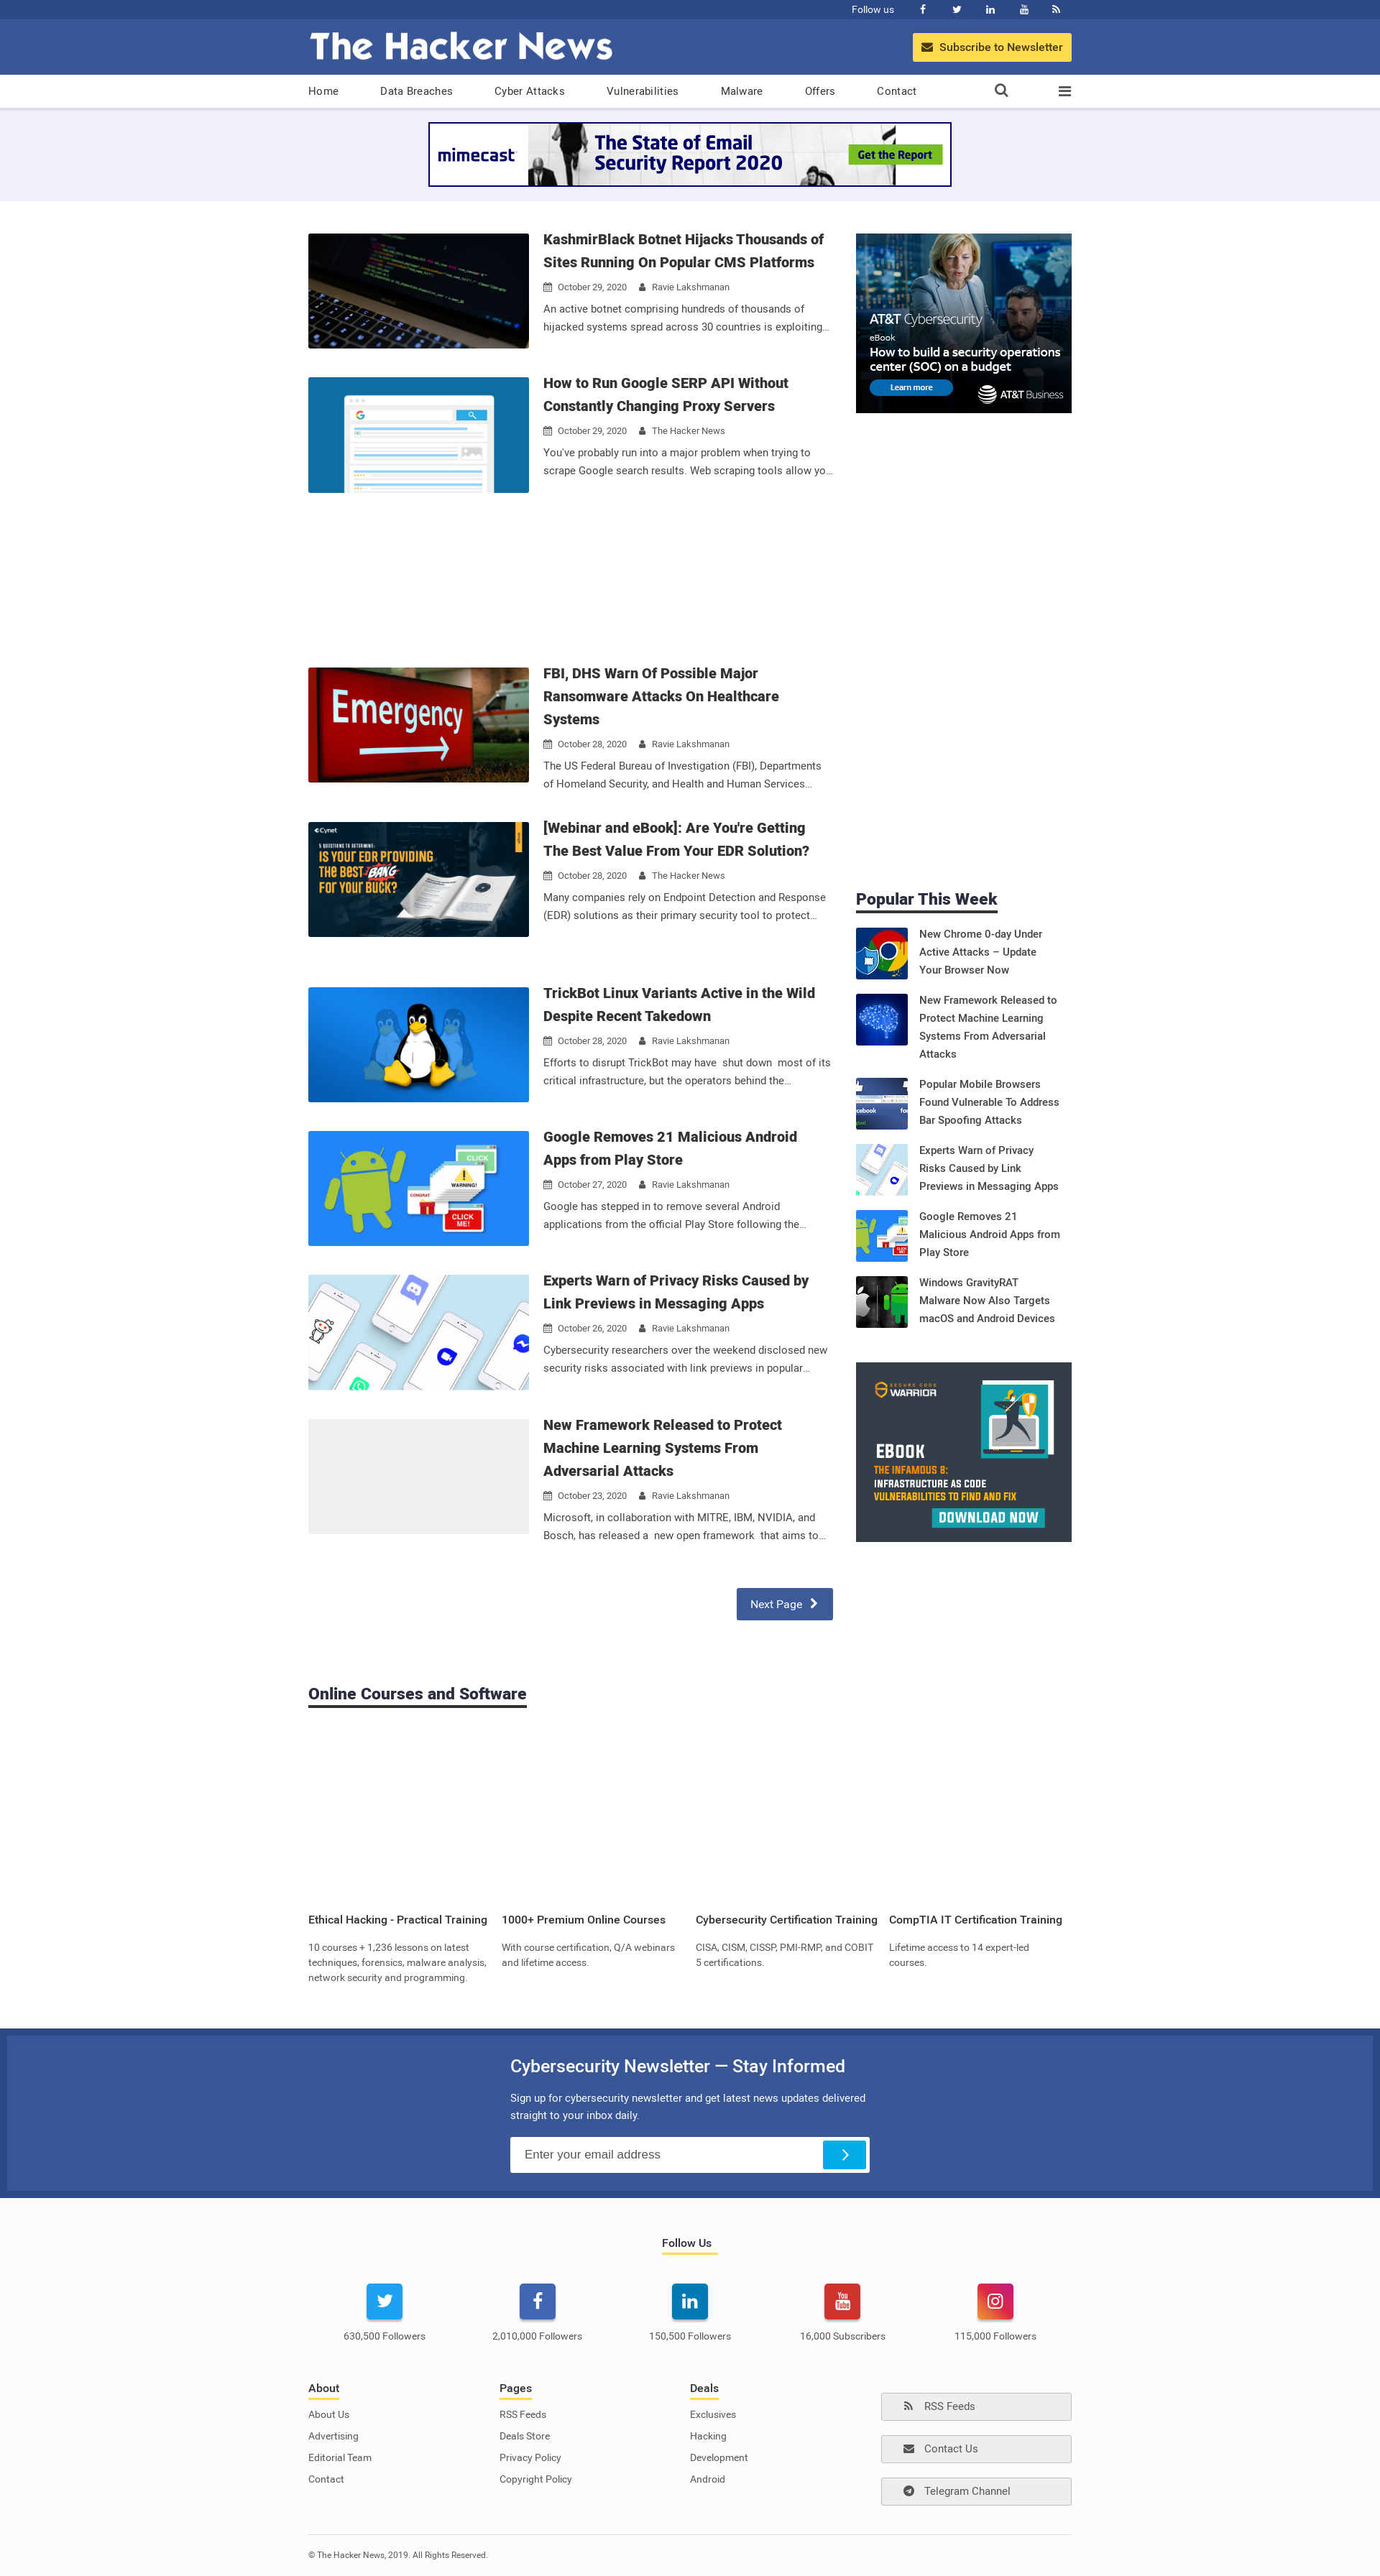 Follow us
The Hacker News
Subscribe to Newsletter
Home
Data Breaches
Cyber Attacks
Vulnerabilities
Malware
Offers
Contact
mimecast
The State of Email
Security Report 2020
Get the Report
KashmirBlack Botnet Hijacks Thousands of
Sites Running On Popular CMS Platforms
October 29, 2020 Ravie Lakshmanan
An active botnet comprising hundreds of thousands of
hijacked systems spread across 30 countries is exploiting…
How to Run Google SERP API Without
Constantly Changing Proxy Servers
October 29, 2020 The Hacker News
You've probably run into a major problem when trying to
scrape Google search results. Web scraping tools allow yo…
Emergency
FBI, DHS Warn Of Possible Major
Ransomware Attacks On Healthcare
Systems
October 28, 2020 Ravie Lakshmanan
The US Federal Bureau of Investigation (FBI), Departments
of Homeland Security, and Health and Human Services…
Cynet
5 QUESTIONS TO DETERMINE:
IS YOUR EDR PROVIDING
THE BEST BANG
FOR YOUR BUCK?
[Webinar and eBook]: Are You're Getting
The Best Value From Your EDR Solution?
October 28, 2020 The Hacker News
Many companies rely on Endpoint Detection and Response
(EDR) solutions as their primary security tool to protect…
TrickBot Linux Variants Active in the Wild
Despite Recent Takedown
October 28, 2020 Ravie Lakshmanan
Efforts to disrupt TrickBot may have shut down most of its
critical infrastructure, but the operators behind the…
CLICK
ME!
WARNING!
CONGRAT
CLICK
ME!
Google Removes 21 Malicious Android
Apps from Play Store
October 27, 2020 Ravie Lakshmanan
Google has stepped in to remove several Android
applications from the official Play Store following the…
Experts Warn of Privacy Risks Caused by
Link Previews in Messaging Apps
October 26, 2020 Ravie Lakshmanan
Cybersecurity researchers over the weekend disclosed new
security risks associated with link previews in popular…
New Framework Released to Protect
Machine Learning Systems From
Adversarial Attacks
October 23, 2020 Ravie Lakshmanan
Microsoft, in collaboration with MITRE, IBM, NVIDIA, and
Bosch, has released a new open framework that aims to…
Next Page
AT&T Cybersecurity
eBook
How to build a security operations
center (SOC) on a budget
Learn more
AT&T Business
Popular This Week
New Chrome 0-day Under
Active Attacks – Update
Your Browser Now
New Framework Released to
Protect Machine Learning
Systems From Adversarial
Attacks
Popular Mobile Browsers
Found Vulnerable To Address
Bar Spoofing Attacks
Experts Warn of Privacy
Risks Caused by Link
Previews in Messaging Apps
Google Removes 21
Malicious Android Apps from
Play Store
Windows GravityRAT
Malware Now Also Targets
macOS and Android Devices
SECURE CODE
WARRIOR
EBOOK
THE INFAMOUS 8:
INFRASTRUCTURE AS CODE
VULNERABILITIES TO FIND AND FIX
DOWNLOAD NOW
Online Courses and Software
Ethical Hacking - Practical Training
10 courses + 1,236 lessons on latest
techniques, forensics, malware analysis,
network security and programming.
1000+ Premium Online Courses
With course certification, Q/A webinars
and lifetime access.
Cybersecurity Certification Training
CISA, CISM, CISSP, PMI-RMP, and COBIT
5 certifications.
CompTIA IT Certification Training
Lifetime access to 14 expert-led
courses.
Cybersecurity Newsletter — Stay Informed
Sign up for cybersecurity newsletter and get latest news updates delivered
straight to your inbox daily.
Enter your email address
Follow Us
630,500 Followers
2,010,000 Followers
150,500 Followers
16,000 Subscribers
115,000 Followers
About
About Us
Advertising
Editorial Team
Contact
Pages
RSS Feeds
Deals Store
Privacy Policy
Copyright Policy
Deals
Exclusives
Hacking
Development
Android
RSS Feeds
Contact Us
Telegram Channel
© The Hacker News, 2019. All Rights Reserved.